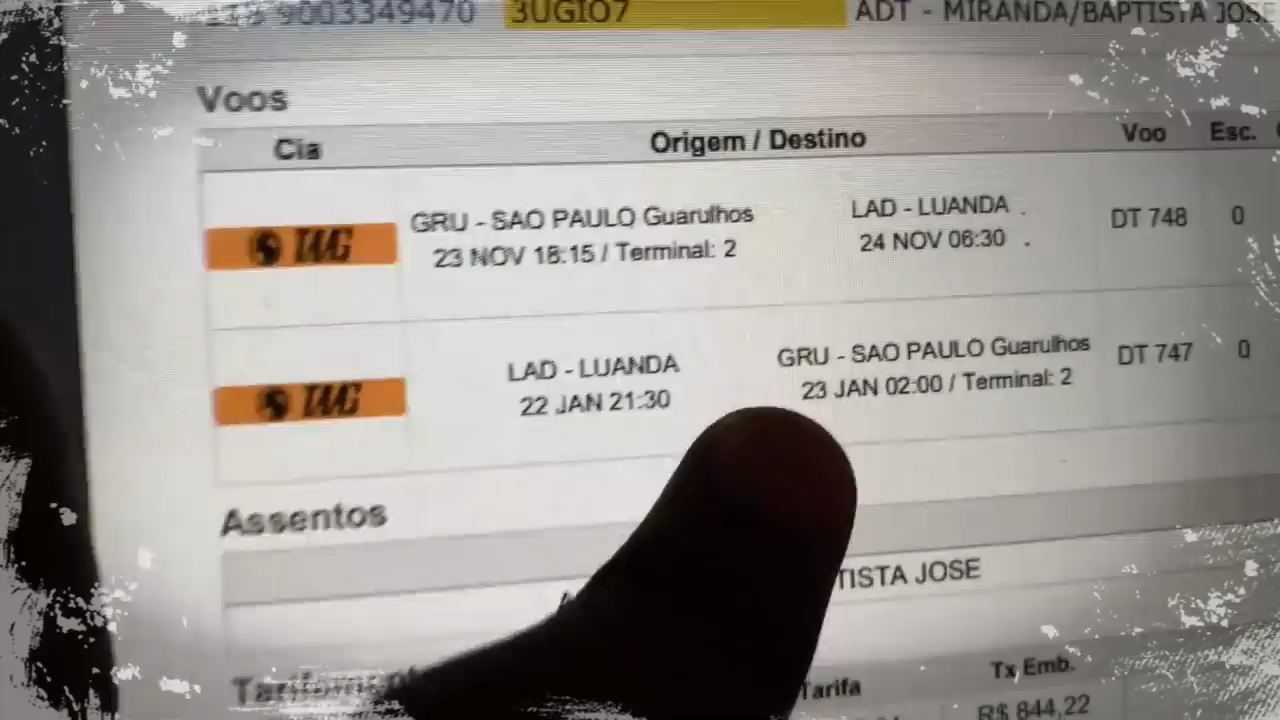 9003349470 3UGIO7 ADT - MIRANDA/BAPTISTA JOSE
Voos
Cia Origem / Destino Voo Esc.
TAAG GRU - SAO PAULO Guarulhos LAD - LUANDA . DT 748 0
23 NOV 18:15 / Terminal: 2 24 NOV 06:30 .
TAAG LAD - LUANDA GRU - SAO PAULO Guarulhos DT 747 0
22 JAN 21:30 23 JAN 02:00 / Terminal: 2
Assentos
TISTA JOSE
Tarifa Tx Emb.
R$ 844,22